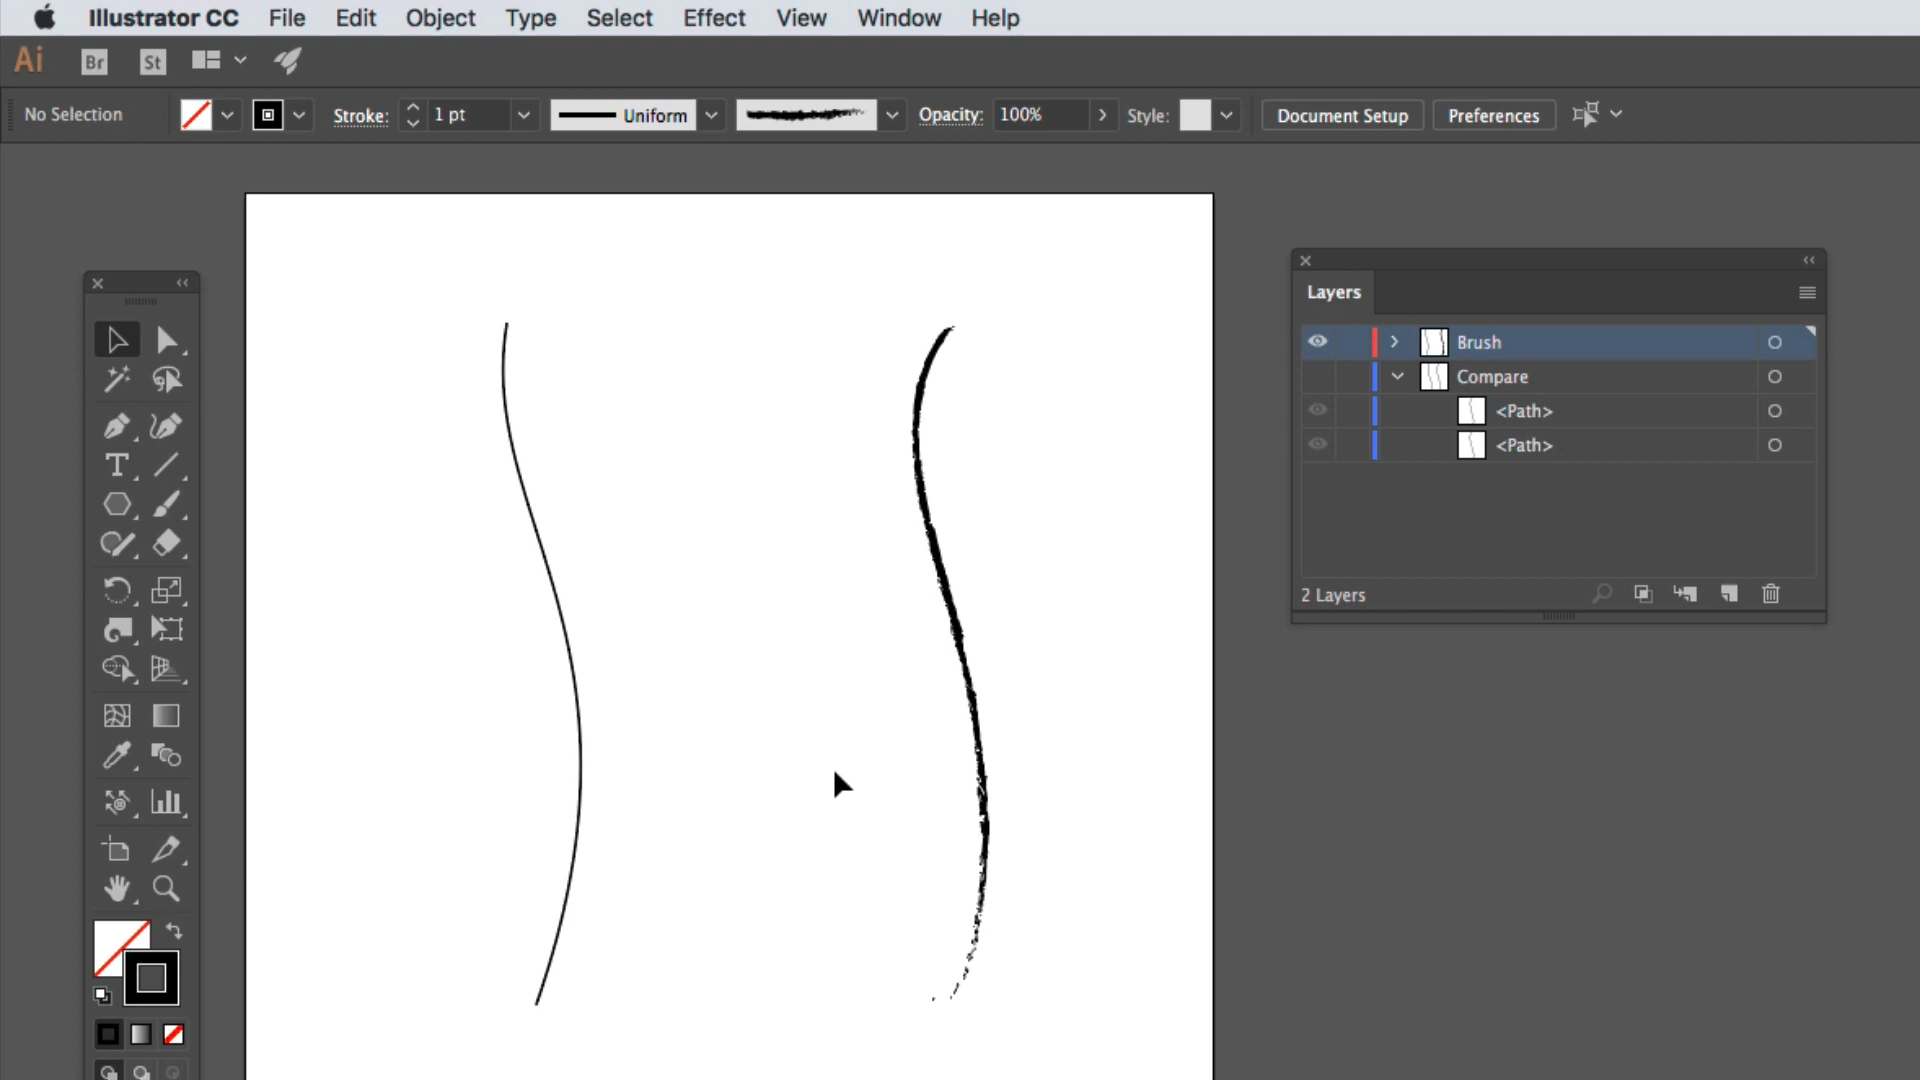 Illustrator CC File Edit Object Type Select Effect View Window Help
Ai Br St
No Selection Stroke: 1 pt Uniform Opacity: 100% Style: Document Setup Preferences
Layers
Brush
Compare
<Path>
<Path>
2 Layers